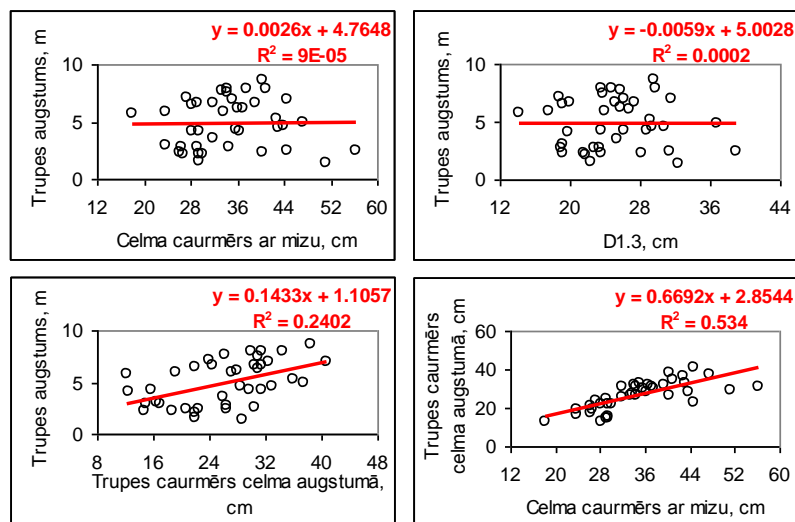 y = 0.0026x + 4.7648
R² = 9E-05
Trupes augstums, m
10
5
0
12 20 28 36 44 52 60
Celma caurmērs ar mizu, cm
y = -0.0059x + 5.0028
R² = 0.0002
Trupes augstums, m
10
5
0
12 20 28 36 44
D1.3, cm
y = 0.1433x + 1.1057
R² = 0.2402
Trupes augstums, m
10
5
0
8 16 24 32 40 48
Trupes caurmērs celma augstumā,
cm
y = 0.6692x + 2.8544
R² = 0.534
Trupes caurmērs
celma augstumā, cm
60
40
20
0
12 20 28 36 44 52 60
Celma caurmērs ar mizu, cm